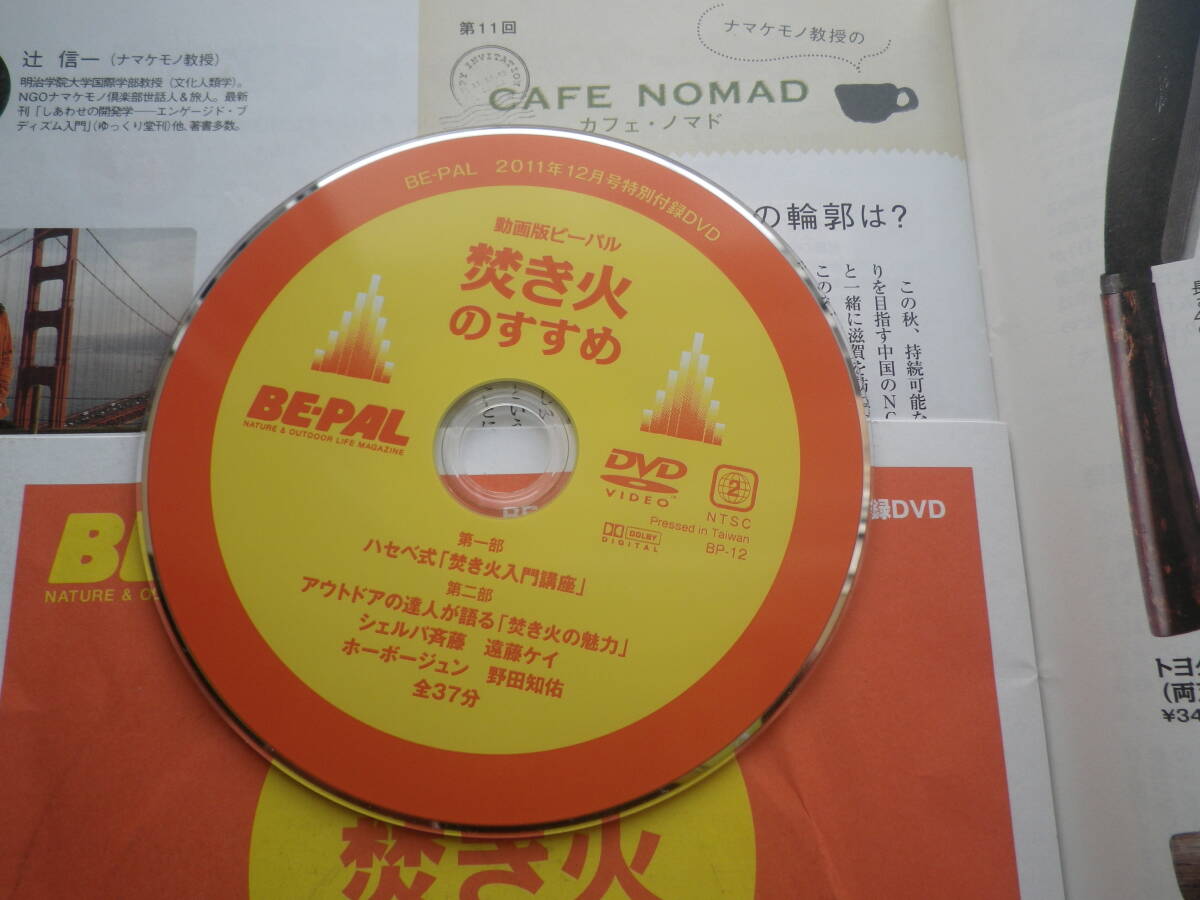 辻 信一(ナマケモノ教授)
明治学院大学国際学部教授(文化人類学)。
NGOナマケモノ倶楽部世話人&旅人。最新
刊『しあわせの開発学――エンゲージド・ブ
ディズム入門』(ゆっくり堂刊)他、著書多数。
第11回
ナマケモノ教授の
BY INVITATION
CAFE NOMAD
カフェ・ノマド
の輪郭は?
この秋、持続可能な
りを目指す中国のNG
と一緒に滋賀を訪
この
BE-PAL 2011年12月号特別付録DVD
動画版ビーパル
焚き火
のすすめ
BE-PAL
NATURE & OUTDOOR LIFE MAGAZINE
DVD
VIDEO™
2
NTSC
Pressed in Taiwan
DOLBY
DIGITAL
BP-12
第一部
ハセベ式「焚き火入門講座」
第二部
アウトドアの達人が語る「焚き火の魅力」
シェルパ斉藤 遠藤ケイ
ホーボージュン 野田知佑
全37分
録DVD
NATURE & O
焚き火
トヨ
(両
¥34